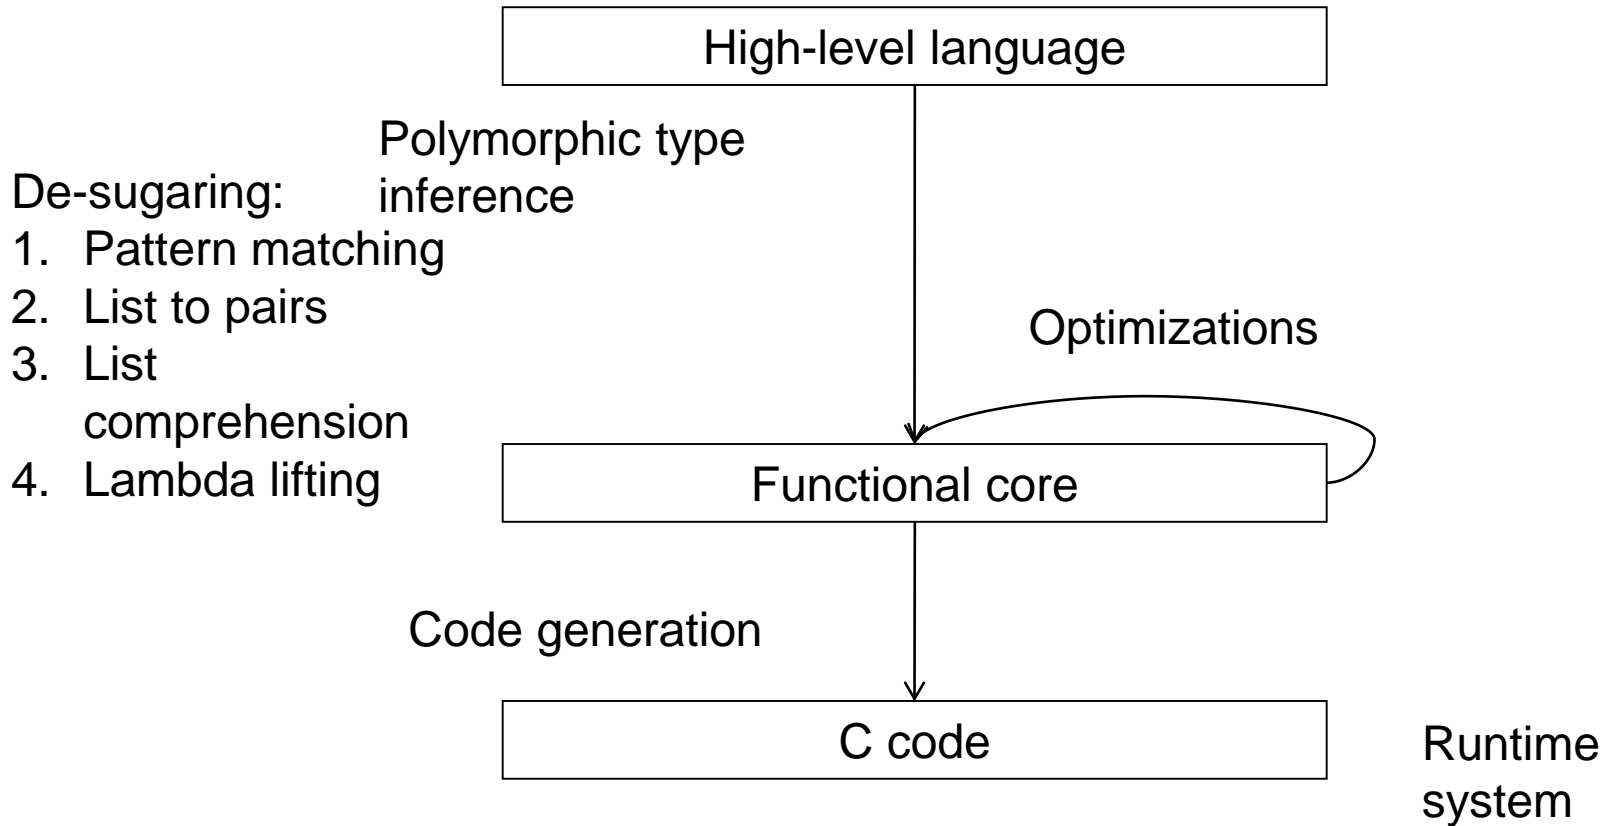 High-level language
Polymorphic type
inference
De-sugaring:
1. Pattern matching
2. List to pairs
3. List
comprehension
4. Lambda lifting
Optimizations
Functional core
Code generation
C code
Runtime
system